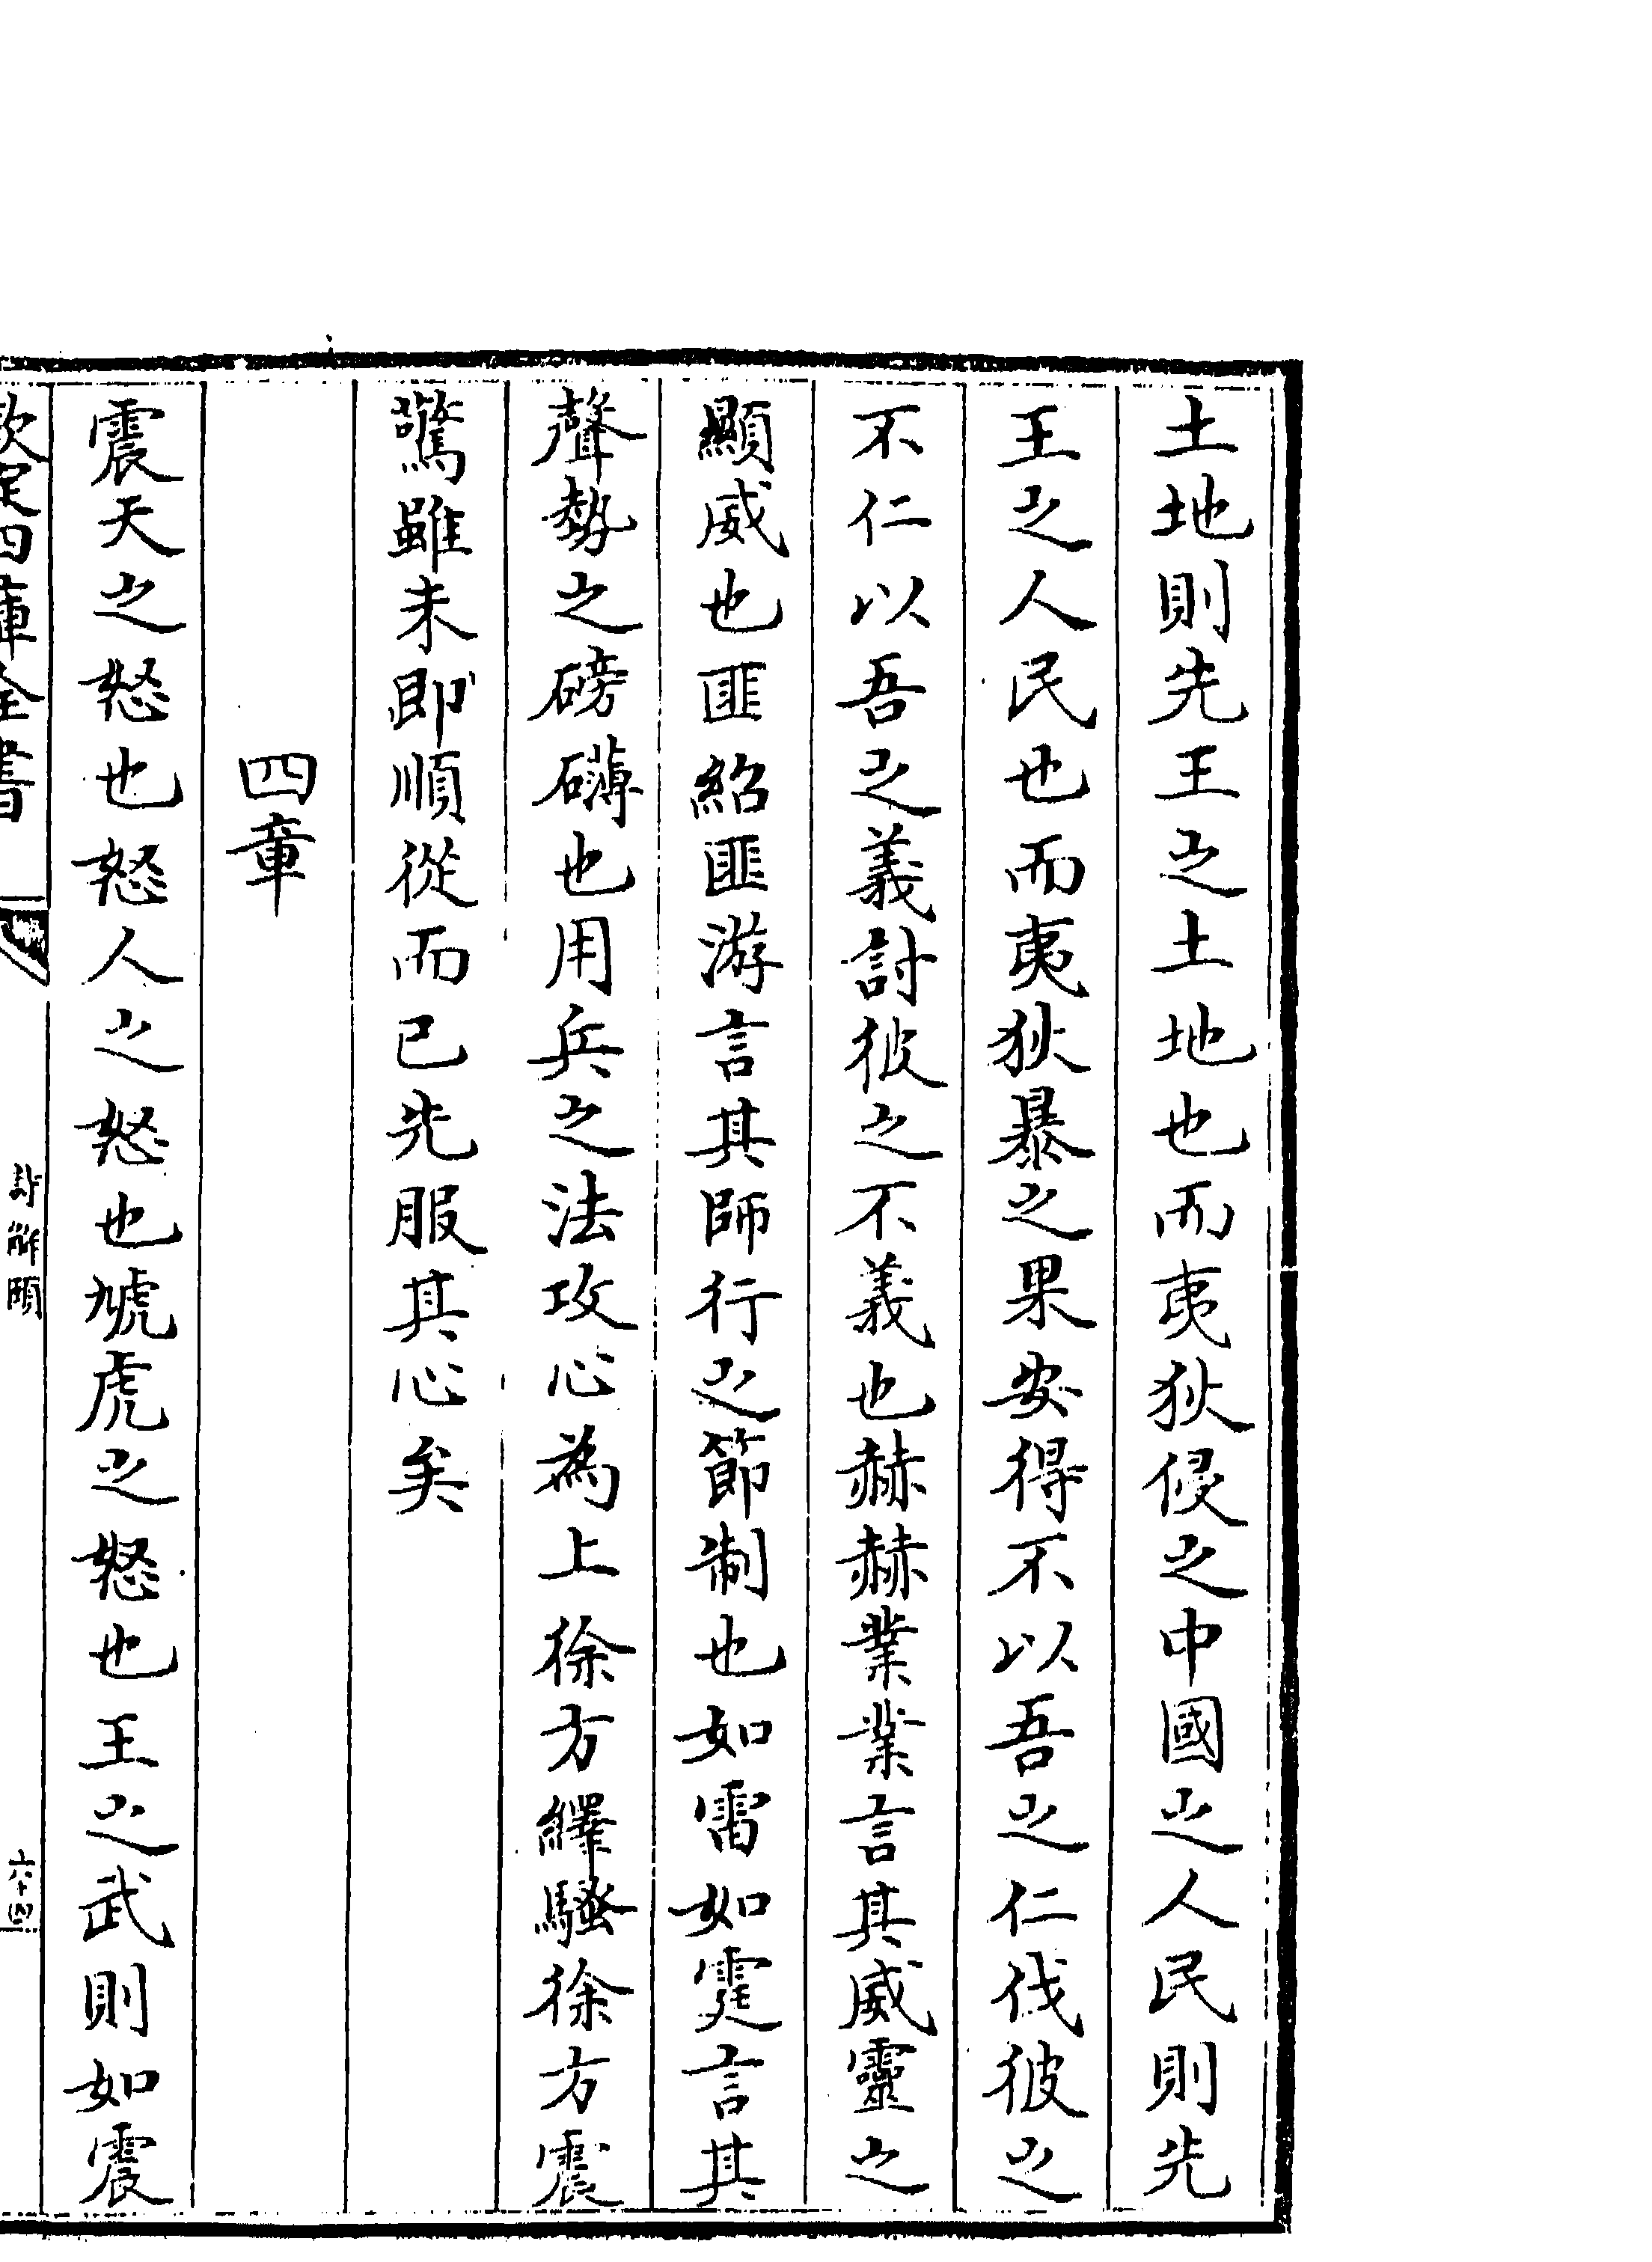 土地則先王之土地也而夷狄侵之中國之人民則先
王之人民也而夷狄暴之果安得不以吾之仁伐彼之
不仁以吾之義討彼之不義也赫赫業業言其威靈之
顯威也匪紹匪游言其師行之節制也如雷如霆言其
聲勢之磅礴也用兵之法攻心為上徐方繹騷徐方震
驚雖未即順從而已先服其心矣
四章
震天之怒也怒人之怒也虓虎之怒也王之武則如震
欽定四庫全書
詩解頤
六十四